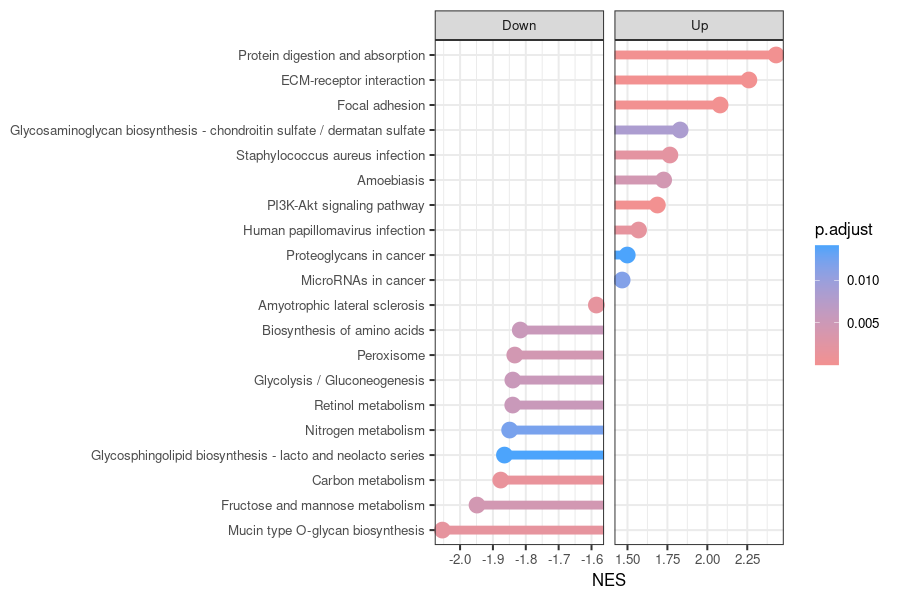 Down Up
Protein digestion and absorption
ECM-receptor interaction
Focal adhesion
Glycosaminoglycan biosynthesis - chondroitin sulfate / dermatan sulfate
Staphylococcus aureus infection
Amoebiasis
PI3K-Akt signaling pathway
Human papillomavirus infection
Proteoglycans in cancer
MicroRNAs in cancer
Amyotrophic lateral sclerosis
Biosynthesis of amino acids
Peroxisome
Glycolysis / Gluconeogenesis
Retinol metabolism
Nitrogen metabolism
Glycosphingolipid biosynthesis - lacto and neolacto series
Carbon metabolism
Fructose and mannose metabolism
Mucin type O-glycan biosynthesis
-2.0 -1.9 -1.8 -1.7 -1.6 1.50 1.75 2.00 2.25
NES
p.adjust
0.010
0.005